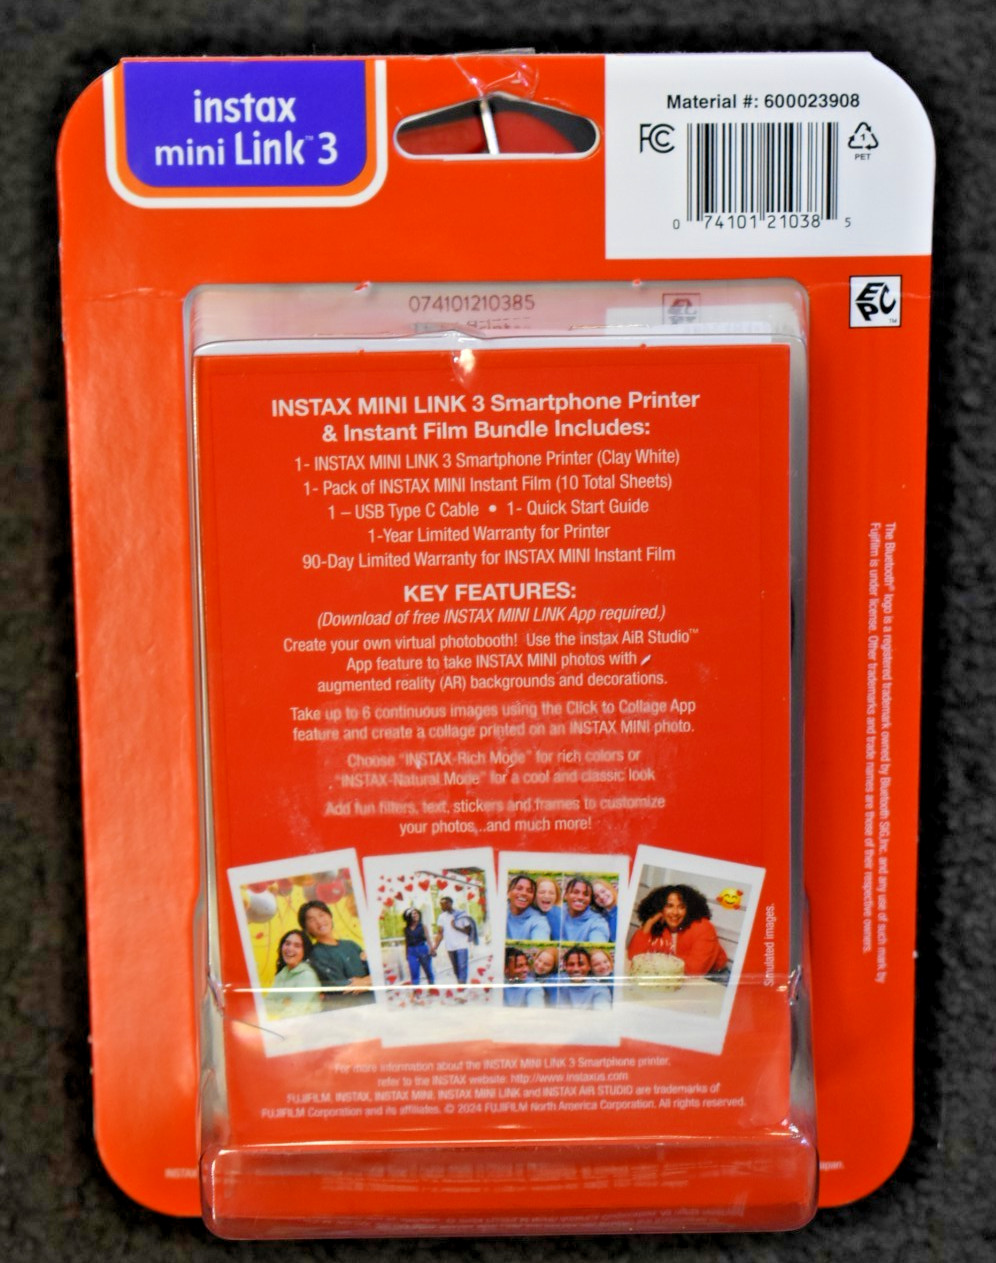 instax
mini Link™ 3
Material #: 600023908
FC
1
PET
0 74101 21038 5
EPC™
074101210385
INSTAX MINI LINK 3 Smartphone Printer
& Instant Film Bundle Includes:
1- INSTAX MINI LINK 3 Smartphone Printer (Clay White)
1- Pack of INSTAX MINI Instant Film (10 Total Sheets)
1 – USB Type C Cable • 1- Quick Start Guide
1-Year Limited Warranty for Printer
90-Day Limited Warranty for INSTAX MINI Instant Film
KEY FEATURES:
(Download of free INSTAX MINI LINK App required.)
Create your own virtual photobooth! Use the instax AiR Studio™
App feature to take INSTAX MINI photos with
augmented reality (AR) backgrounds and decorations.
Take up to 6 continuous images using the Click to Collage App
feature and create a collage printed on an INSTAX MINI photo.
Choose "INSTAX-Rich Mode" for rich colors or
"INSTAX-Natural Mode" for a cool and classic look
Add fun filters, text, stickers and frames to customize
your photos...and much more!
Simulated images.
For more information about the INSTAX MINI LINK 3 Smartphone printer,
refer to the INSTAX website. http://www.instaxus.com
FUJIFILM, INSTAX, INSTAX MINI, INSTAX MINI LINK and INSTAX AIR STUDIO are trademarks of
FUJIFILM Corporation and its affiliates. © 2024 FUJIFILM North America Corporation. All rights reserved.
The Bluetooth® logo is a registered trademark owned by Bluetooth SIG, Inc. and any use of such mark by
Fujifilm is under license. Other trademarks and trade names are those of their respective owners.